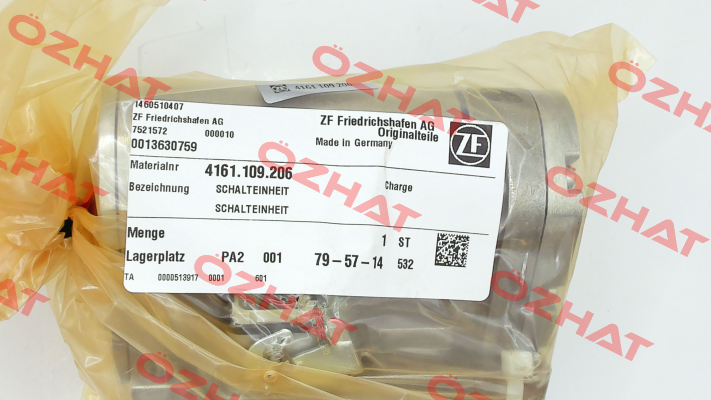 4161.109.206
1460510407
ZF Friedrichshafen AG
7521572 000010
0013630759
ZF Friedrichshafen AG
Originalteile
Made in Germany
ZF
Materialnr 4161.109.206
Bezeichnung SCHALTEINHEIT
SCHALTEINHEIT
Charge
Menge 1 ST
Lagerplatz PA2 001 79-57-14 532
TA 0000513917 0001 601
ÖZHAT
ÖZHAT
ÖZHAT
ÖZHAT
ÖZHAT
ÖZHAT
ÖZHAT
ÖZHAT
ÖZHAT
ÖZHAT
ÖZHAT
ÖZHAT